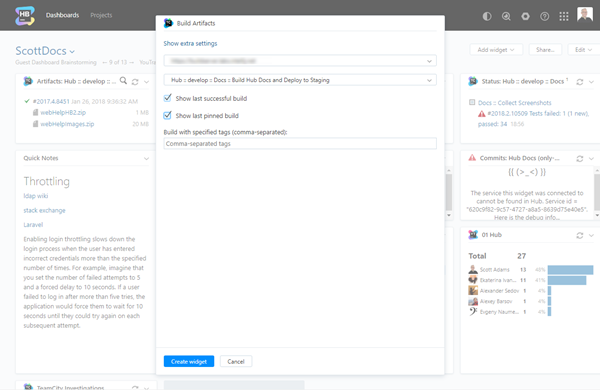 HB
Dashboards
Projects
ScottDocs
Guest Dashboard Brainstorming
9 of 13
YouTr
Add widget
Share...
Edit
Artifacts: Hub :: develop :: ...
#2017.4.8451 Jan 26, 2018 9:36:32 AM
webHelpHB2.zip 1 MB
webHelpImages.zip 20 MB
Quick Notes
Throttling
ldap wiki
stack exchange
Laravel
Enabling login throttling slows down the
login process when the user has entered
incorrect credentials more than the specified
number of times. For example, imagine that
you set the number of failed attempts to 5
and a forced delay to 10 seconds. If a user
failed to log in after more than five tries, the
application would force them to wait for 10
seconds until they could try again on each
subsequent attempt.
TeamCity Investigations
Build Artifacts
Show extra settings
Hub :: develop :: Docs :: Build Hub Docs and Deploy to Staging
Show last successful build
Show last pinned build
Build with specified tags (comma-separated):
Comma-separated tags
Create widget
Cancel
Status: Hub :: develop :: Docs
Docs :: Collect Screenshots
#2018.2.10509 Tests failed: 1 (1 new),
passed: 34 18:56
Commits: Hub Docs (only-...
{{ (>_<) }}
The service this widget was connected to
cannot be found in Hub. Service id =
Here is the debug info...
01 Hub
Total 27
Scott Adams 13 48%
Ekaterina Ivan... 11 41%
Alexander Sedov 1 4%
Alexey Barsov 1 4%
Evgeny Naume... 1 4%